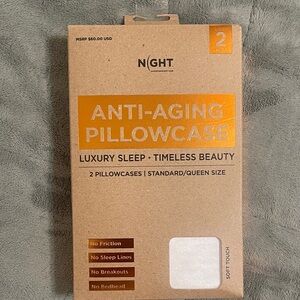 MSRP $60.00 USD
2
NIGHT
ANTI-AGING
PILLOWCASE
LUXURY SLEEP • TIMELESS BEAUTY
2 PILLOWCASES | STANDARD/QUEEN SIZE
No Friction
No Sleep Lines
No Breakouts
No Bedhead
SOFT TOUCH